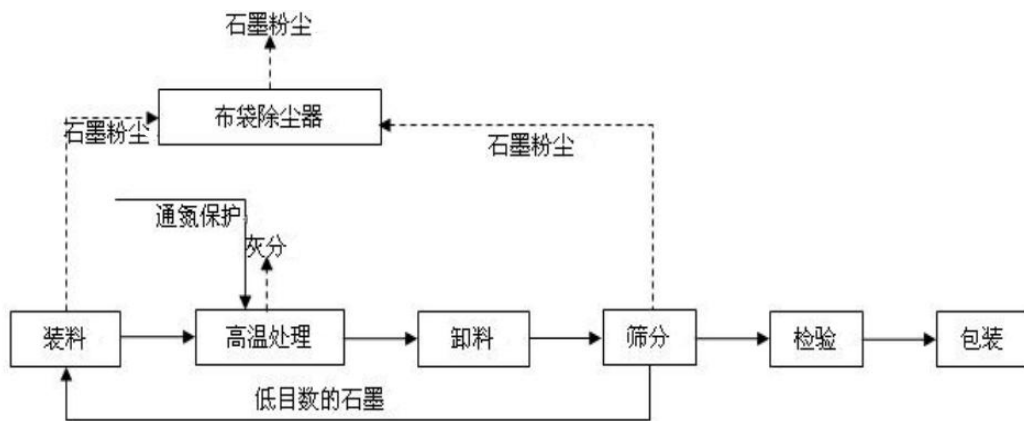 石墨粉尘
布袋除尘器
石墨粉尘
石墨粉尘
通氮保护
灰分
装料
高温处理
卸料
筛分
检验
包装
低目数的石墨